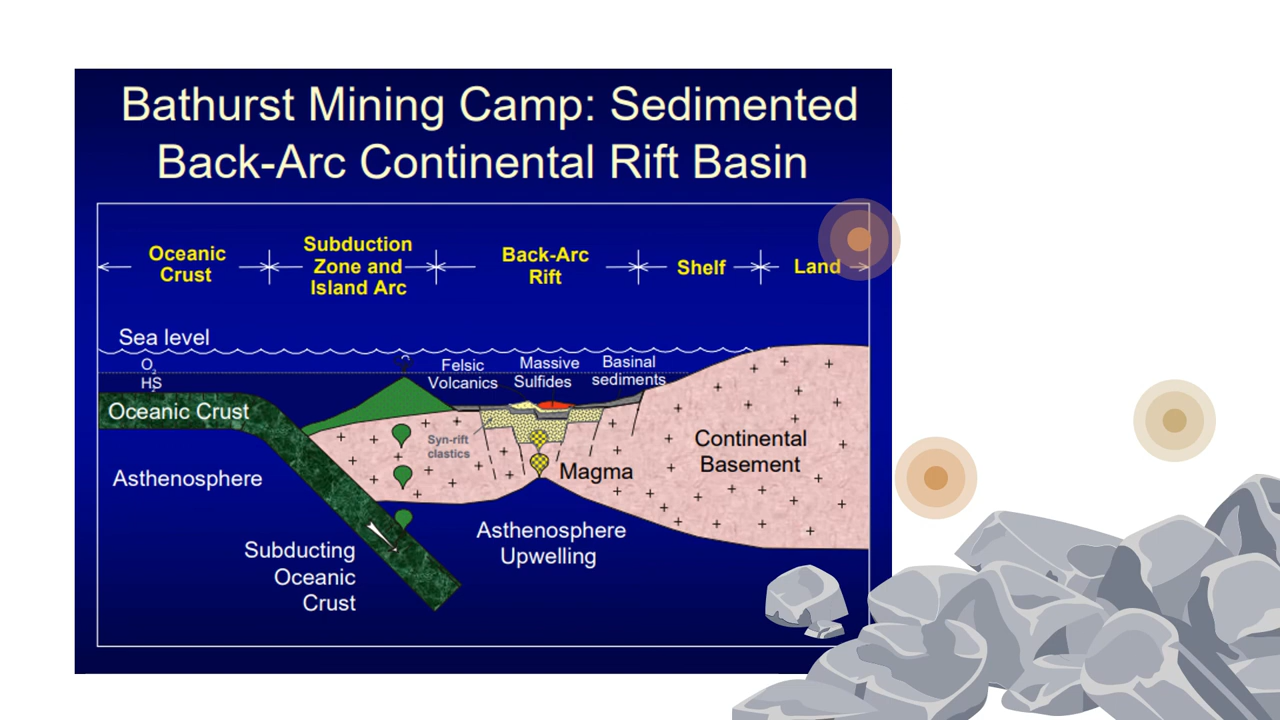 Bathurst Mining Camp: Sedimented
Back-Arc Continental Rift Basin
Oceanic
Crust
Subduction
Zone and
Island Arc
Back-Arc
Rift
Shelf
Land
Sea level
O2
H2S
Felsic
Volcanics
Massive
Sulfides
Basinal
sediments
Oceanic Crust
Syn-rift
clastics
Magma
Continental
Basement
Asthenosphere
Asthenosphere
Upwelling
Subducting
Oceanic
Crust